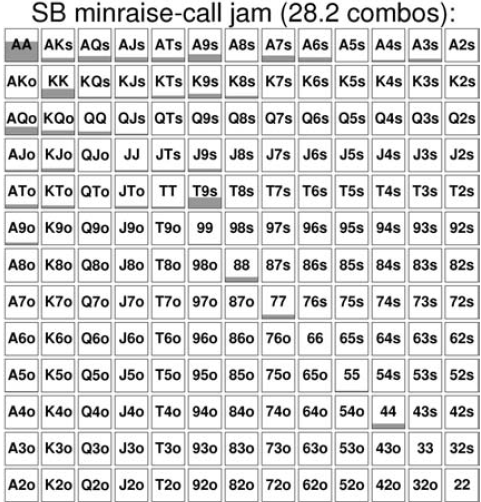 SB minraise-call jam (28.2 combos):
AA AKs AQs AJs ATs A9s A8s A7s A6s A5s A4s A3s A2s
AKo KK KQs KJs KTs K9s K8s K7s K6s K5s K4s K3s K2s
AQo KQo QQ QJs QTs Q9s Q8s Q7s Q6s Q5s Q4s Q3s Q2s
AJo KJo QJo JJ JTs J9s J8s J7s J6s J5s J4s J3s J2s
ATo KTo QTo JTo TT T9s T8s T7s T6s T5s T4s T3s T2s
A9o K9o Q9o J9o T9o 99 98s 97s 96s 95s 94s 93s 92s
A8o K8o Q8o J8o T8o 98o 88 87s 86s 85s 84s 83s 82s
A7o K7o Q7o J7o T7o 97o 87o 77 76s 75s 74s 73s 72s
A6o K6o Q6o J6o T6o 96o 86o 76o 66 65s 64s 63s 62s
A5o K5o Q5o J5o T5o 95o 85o 75o 65o 55 54s 53s 52s
A4o K4o Q4o J4o T4o 94o 84o 74o 64o 54o 44 43s 42s
A3o K3o Q3o J3o T3o 93o 83o 73o 63o 53o 43o 33 32s
A2o K2o Q2o J2o T2o 92o 82o 72o 62o 52o 42o 32o 22